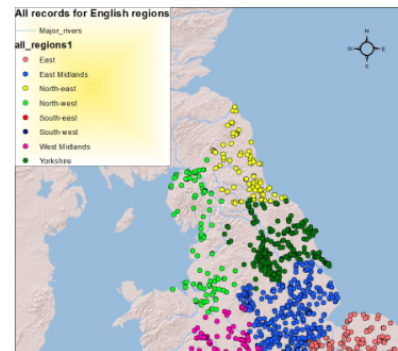 All records for English regions
Major_rivers
all_regions1
East
East Midlands
North-east
North-west
South-east
South-west
West Midlands
Yorkshire
N
W E
S